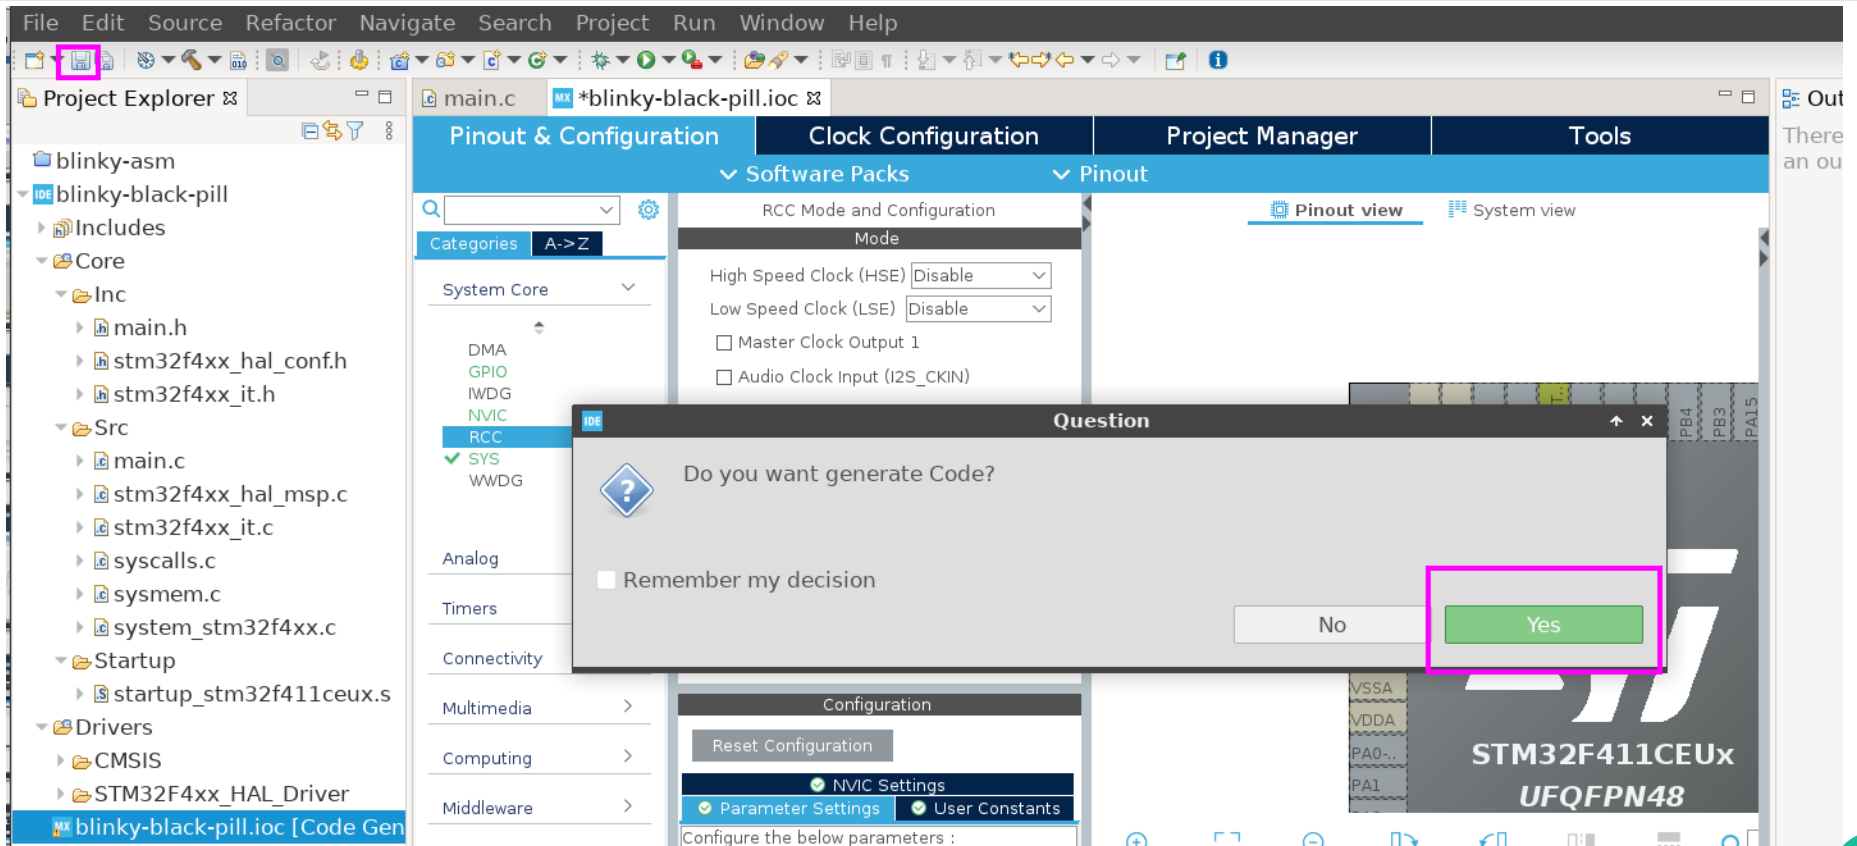 File Edit Source Refactor Navigate Search Project Run Window Help
Project Explorer
main.c
*blinky-black-pill.ioc
Out
There
an ou
blinky-asm
blinky-black-pill
Includes
Core
Inc
main.h
stm32f4xx_hal_conf.h
stm32f4xx_it.h
Src
main.c
stm32f4xx_hal_msp.c
stm32f4xx_it.c
syscalls.c
sysmem.c
system_stm32f4xx.c
Startup
startup_stm32f411ceux.s
Drivers
CMSIS
STM32F4xx_HAL_Driver
blinky-black-pill.ioc [Code Gen
Pinout & Configuration
Clock Configuration
Project Manager
Tools
Software Packs
Pinout
Categories
A->Z
System Core
DMA
GPIO
IWDG
NVIC
RCC
SYS
WWDG
Analog
Timers
Connectivity
Multimedia
Computing
Middleware
RCC Mode and Configuration
Mode
High Speed Clock (HSE) Disable
Low Speed Clock (LSE) Disable
Master Clock Output 1
Audio Clock Input (I2S_CKIN)
Pinout view
System view
PB4
PB3
PA15
IDE
Question
Do you want generate Code?
Remember my decision
No
Yes
Configuration
Reset Configuration
NVIC Settings
Parameter Settings
User Constants
Configure the below parameters :
VSSA
VDDA
PA0-..
PA1
STM32F411CEUx
UFQFPN48